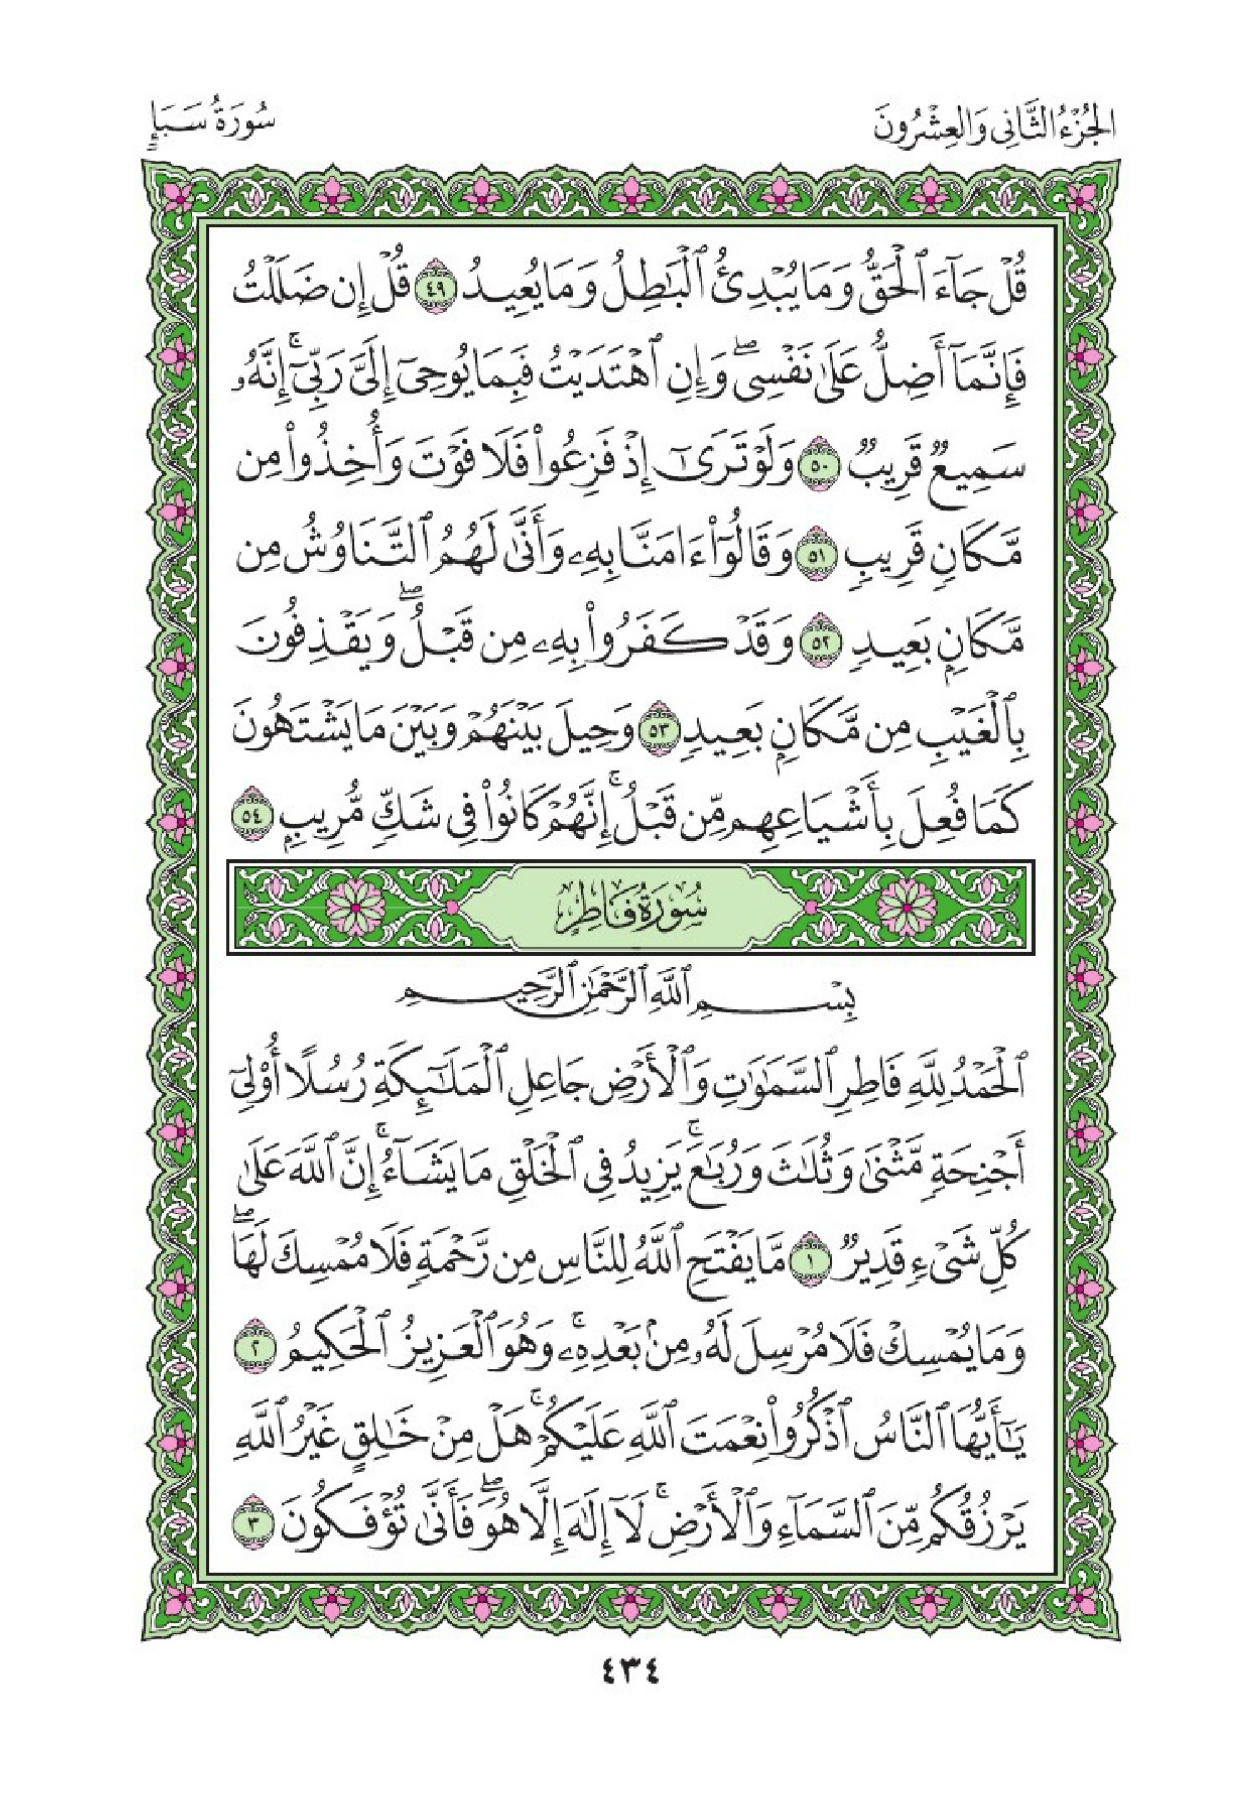 الجُزْءُ الثَّانِي وَالعِشْرُونَ
سُورَةُ سَبَإٍ
قُلْ جَآءَ ٱلْحَقُّ وَمَا يُبْدِئُ ٱلْبَٰطِلُ وَمَا يُعِيدُ ٤٩ قُلْ إِن ضَلَلْتُ
فَإِنَّمَآ أَضِلُّ عَلَىٰ نَفْسِىۖ وَإِنِ ٱهْتَدَيْتُ فَبِمَا يُوحِىٓ إِلَىَّ رَبِّىٓۚ إِنَّهُۥ
سَمِيعٌ قَرِيبٌ ٥٠ وَلَوْ تَرَىٰٓ إِذْ فَزِعُوا۟ فَلَا فَوْتَ وَأُخِذُوا۟ مِن
مَّكَانٍ قَرِيبٍ ٥١ وَقَالُوٓا۟ ءَامَنَّا بِهِۦ وَأَنَّىٰ لَهُمُ ٱلتَّنَاوُشُ مِن
مَّكَانٍۭ بَعِيدٍ ٥٢ وَقَدْ كَفَرُوا۟ بِهِۦ مِن قَبْلُۖ وَيَقْذِفُونَ
بِٱلْغَيْبِ مِن مَّكَانٍۭ بَعِيدٍ ٥٣ وَحِيلَ بَيْنَهُمْ وَبَيْنَ مَا يَشْتَهُونَ
كَمَا فُعِلَ بِأَشْيَاعِهِم مِّن قَبْلُۚ إِنَّهُمْ كَانُوا۟ فِى شَكٍّ مُّرِيبٍۭ ٥٤
سُورَةُ فَاطِرٍ
بِسْمِ ٱللَّهِ ٱلرَّحْمَٰنِ ٱلرَّحِيمِ
ٱلْحَمْدُ لِلَّهِ فَاطِرِ ٱلسَّمَٰوَٰتِ وَٱلْأَرْضِ جَاعِلِ ٱلْمَلَٰٓئِكَةِ رُسُلًا أُو۟لِىٓ
أَجْنِحَةٍ مَّثْنَىٰ وَثُلَٰثَ وَرُبَٰعَۚ يَزِيدُ فِى ٱلْخَلْقِ مَا يَشَآءُۚ إِنَّ ٱللَّهَ عَلَىٰ
كُلِّ شَىْءٍ قَدِيرٌ ١ مَّا يَفْتَحِ ٱللَّهُ لِلنَّاسِ مِن رَّحْمَةٍ فَلَا مُمْسِكَ لَهَاۖ
وَمَا يُمْسِكْ فَلَا مُرْسِلَ لَهُۥ مِنۢ بَعْدِهِۦۚ وَهُوَ ٱلْعَزِيزُ ٱلْحَكِيمُ ٢
يَٰٓأَيُّهَا ٱلنَّاسُ ٱذْكُرُوا۟ نِعْمَتَ ٱللَّهِ عَلَيْكُمْۚ هَلْ مِنْ خَٰلِقٍ غَيْرُ ٱللَّهِ
يَرْزُقُكُم مِّنَ ٱلسَّمَآءِ وَٱلْأَرْضِۚ لَآ إِلَٰهَ إِلَّا هُوَۖ فَأَنَّىٰ تُؤْفَكُونَ ٣
٤٣٤